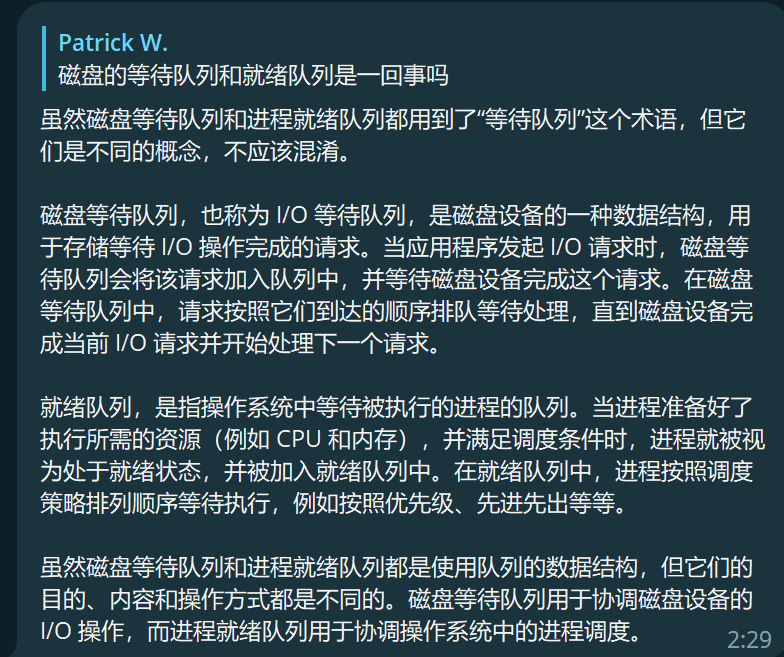 Patrick W.
磁盘的等待队列和就绪队列是一回事吗
虽然磁盘等待队列和进程就绪队列都用到了“等待队列”这个术语，但它
们是不同的概念，不应该混淆。
磁盘等待队列，也称为 I/O 等待队列，是磁盘设备的一种数据结构，用
于存储等待 I/O 操作完成的请求。当应用程序发起 I/O 请求时，磁盘等
待队列会将该请求加入队列中，并等待磁盘设备完成这个请求。在磁盘
等待队列中，请求按照它们到达的顺序排队等待处理，直到磁盘设备完
成当前 I/O 请求并开始处理下一个请求。
就绪队列，是指操作系统中等待被执行的进程的队列。当进程准备好了
执行所需的资源（例如 CPU 和内存），并满足调度条件时，进程就被视
为处于就绪状态，并被加入就绪队列中。在就绪队列中，进程按照调度
策略排列顺序等待执行，例如按照优先级、先进先出等等。
虽然磁盘等待队列和进程就绪队列都是使用队列的数据结构，但它们的
目的、内容和操作方式都是不同的。磁盘等待队列用于协调磁盘设备的
I/O 操作，而进程就绪队列用于协调操作系统中的进程调度。
2:29